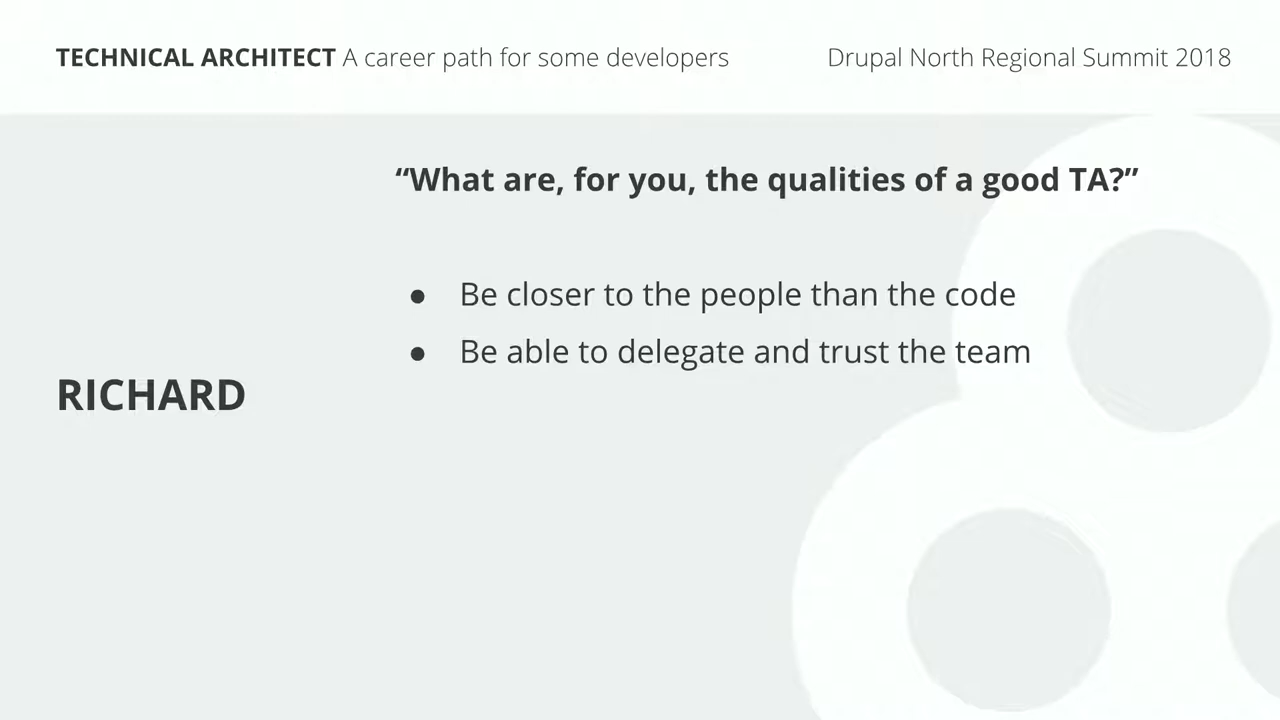 TECHNICAL ARCHITECT A career path for some developers
Drupal North Regional Summit 2018
“What are, for you, the qualities of a good TA?”
● Be closer to the people than the code
● Be able to delegate and trust the team
RICHARD